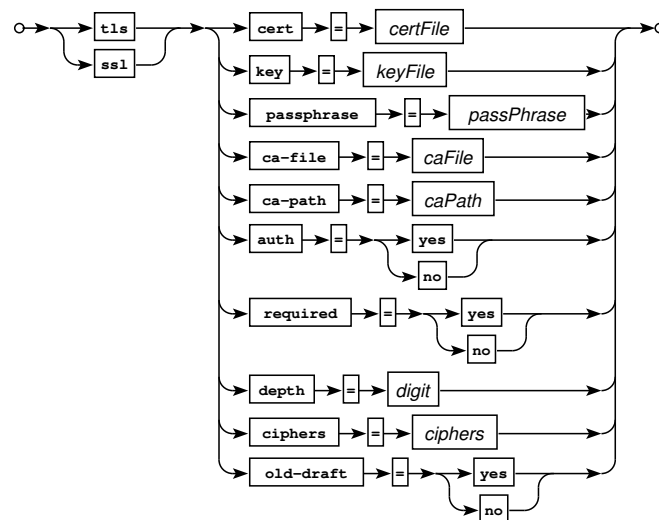 tls cert = certFile
ssl
key = keyFile
passphrase = passPhrase
ca-file = caFile
ca-path = caPath
auth = yes
no
required = yes
no
depth = digit
ciphers = ciphers
old-draft = yes
no